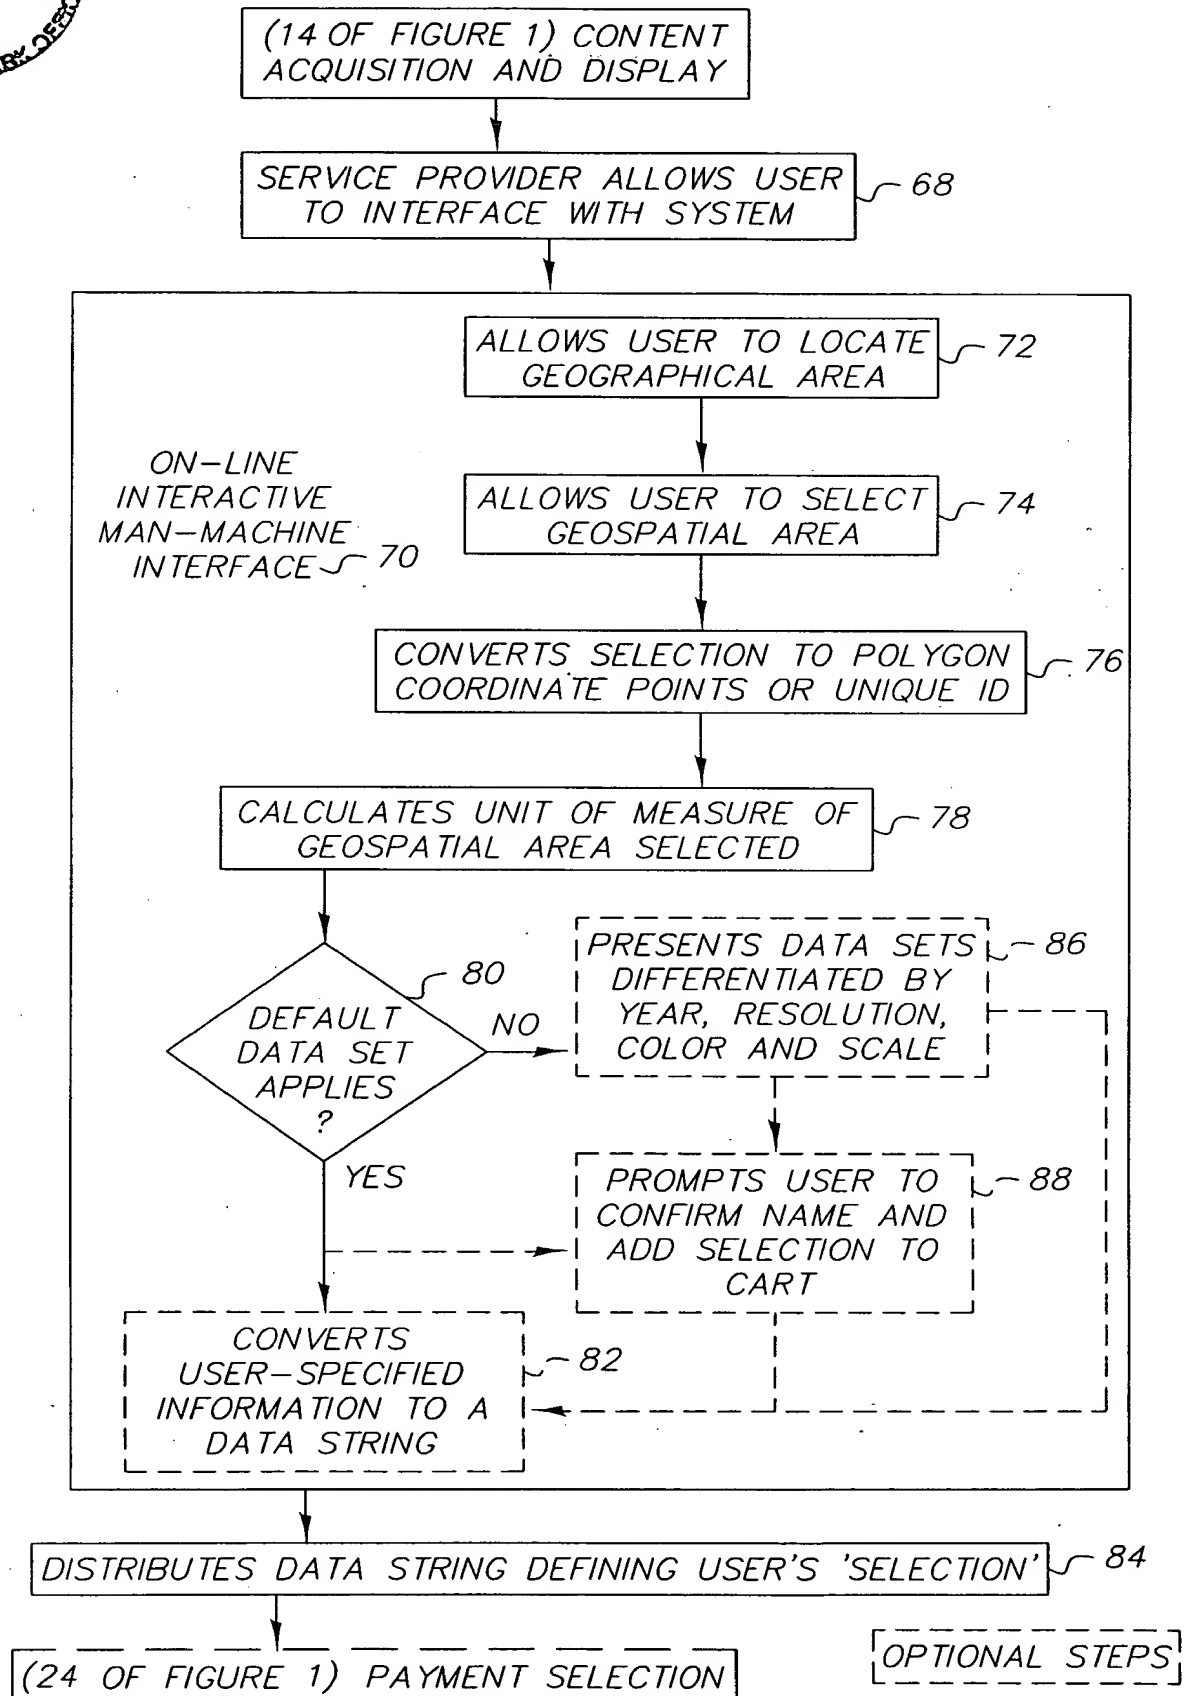 (14 OF FIGURE 1) CONTENT
ACQUISITION AND DISPLAY
SERVICE PROVIDER ALLOWS USER
TO INTERFACE WITH SYSTEM
68
ALLOWS USER TO LOCATE
GEOGRAPHICAL AREA
72
ON-LINE
INTERACTIVE
MAN-MACHINE
INTERFACE
70
ALLOWS USER TO SELECT
GEOSPATIAL AREA
74
CONVERTS SELECTION TO POLYGON
COORDINATE POINTS OR UNIQUE ID
76
CALCULATES UNIT OF MEASURE OF
GEOSPATIAL AREA SELECTED
78
DEFAULT
DATA SET
APPLIES
?
80
NO
YES
PRESENTS DATA SETS
DIFFERENTIATED BY
YEAR, RESOLUTION,
COLOR AND SCALE
86
PROMPTS USER TO
CONFIRM NAME AND
ADD SELECTION TO
CART
88
CONVERTS
USER-SPECIFIED
INFORMATION TO A
DATA STRING
82
DISTRIBUTES DATA STRING DEFINING USER'S 'SELECTION'
84
(24 OF FIGURE 1) PAYMENT SELECTION
OPTIONAL STEPS